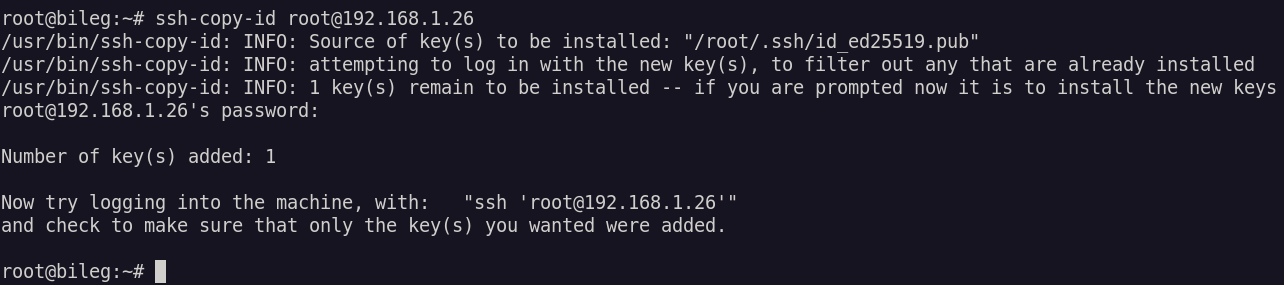 root@bileg:~# ssh-copy-id root@192.168.1.26
/usr/bin/ssh-copy-id: INFO: Source of key(s) to be installed: "/root/.ssh/id_ed25519.pub"
/usr/bin/ssh-copy-id: INFO: attempting to log in with the new key(s), to filter out any that are already installed
/usr/bin/ssh-copy-id: INFO: 1 key(s) remain to be installed -- if you are prompted now it is to install the new keys
root@192.168.1.26's password:

Number of key(s) added: 1

Now try logging into the machine, with:   "ssh 'root@192.168.1.26'"
and check to make sure that only the key(s) you wanted were added.

root@bileg:~#